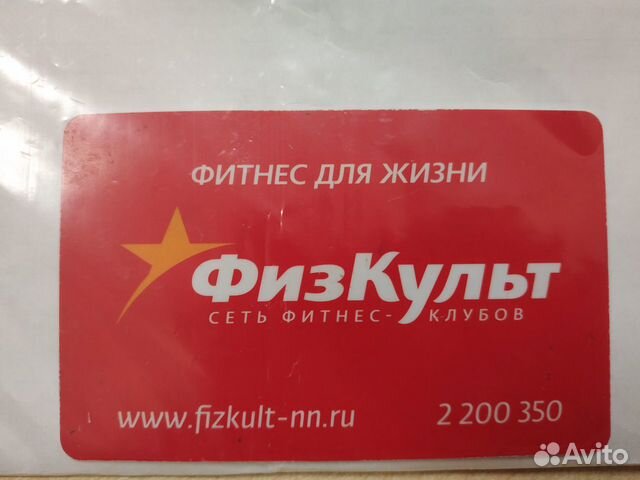 ФИТНЕС ДЛЯ ЖИЗНИ
ФизКульт
СЕТЬ ФИТНЕС-КЛУБОВ
www.fizkult-nn.ru 2 200 350
Avito